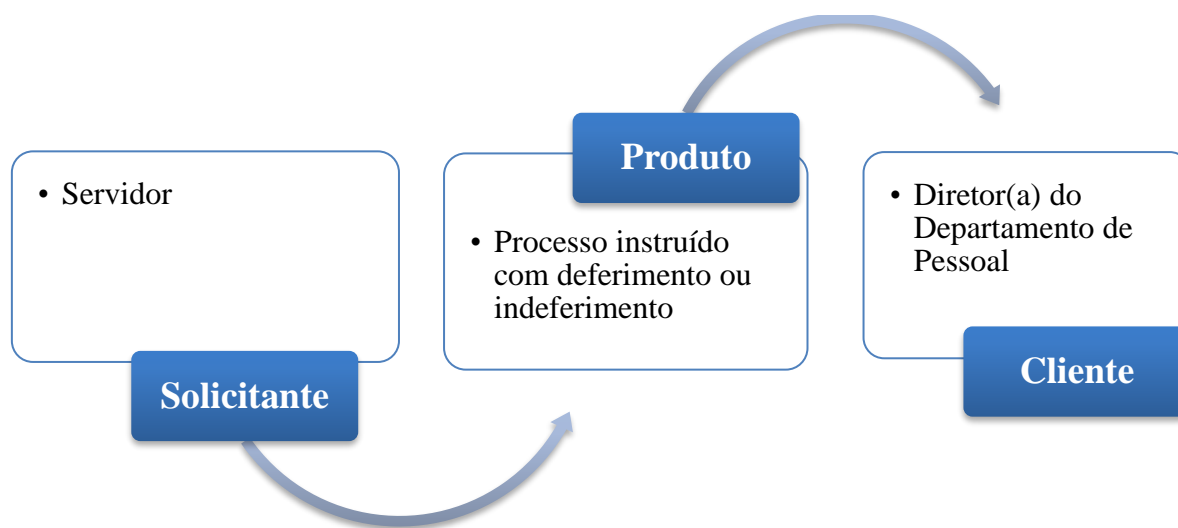 • Servidor
Solicitante
Produto
• Processo instruído
com deferimento ou
indeferimento
• Diretor(a) do
Departamento de
Pessoal
Cliente